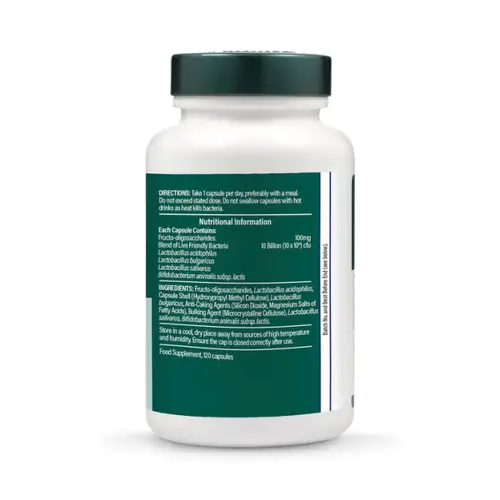 DIRECTIONS: Take 1 capsule per day, preferably with a meal.
Do not exceed stated dose. Do not swallow capsules with hot
drinks as heat kills bacteria.
Nutritional Information
Each Capsule Contains:
Fructo-oligosaccharides 100mg
Blend of Live Friendly Bacteria 10 Billion (10 x 10⁹) cfu
Lactobacillus acidophilus
Lactobacillus bulgaricus
Lactobacillus salivarius
Bifidobacterium animalis subsp. lactis
INGREDIENTS: Fructo-oligosaccharides, Lactobacillus acidophilus,
Capsule Shell (Hydroxypropyl Methyl Cellulose), Lactobacillus
bulgaricus, Anti-Caking Agents (Silicon Dioxide, Magnesium Salts of
Fatty Acids), Bulking Agent (Microcrystalline Cellulose), Lactobacillus
salivarius, Bifidobacterium animalis subsp. lactis.
Store in a cool, dry place away from sources of high temperature
and humidity. Ensure the cap is closed correctly after use.
Food Supplement, 120 capsules
Batch No. and Best Before End (see below).